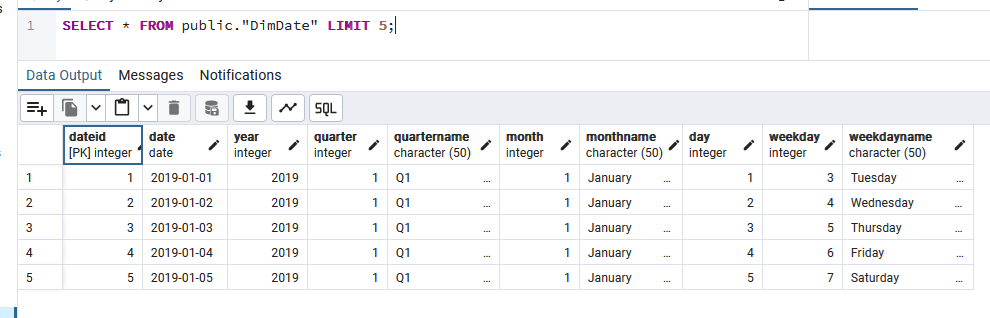 1 SELECT * FROM public."DimDate" LIMIT 5;
Data Output Messages Notifications
SQL
dateid date year quarter quartername month monthname day weekday weekdayname
[PK] integer date integer integer character (50) integer character (50) integer integer character (50)
1 1 2019-01-01 2019 1 Q1 ... 1 January ... 1 3 Tuesday ...
2 2 2019-01-02 2019 1 Q1 ... 1 January ... 2 4 Wednesday ...
3 3 2019-01-03 2019 1 Q1 ... 1 January ... 3 5 Thursday ...
4 4 2019-01-04 2019 1 Q1 ... 1 January ... 4 6 Friday ...
5 5 2019-01-05 2019 1 Q1 ... 1 January ... 5 7 Saturday ...